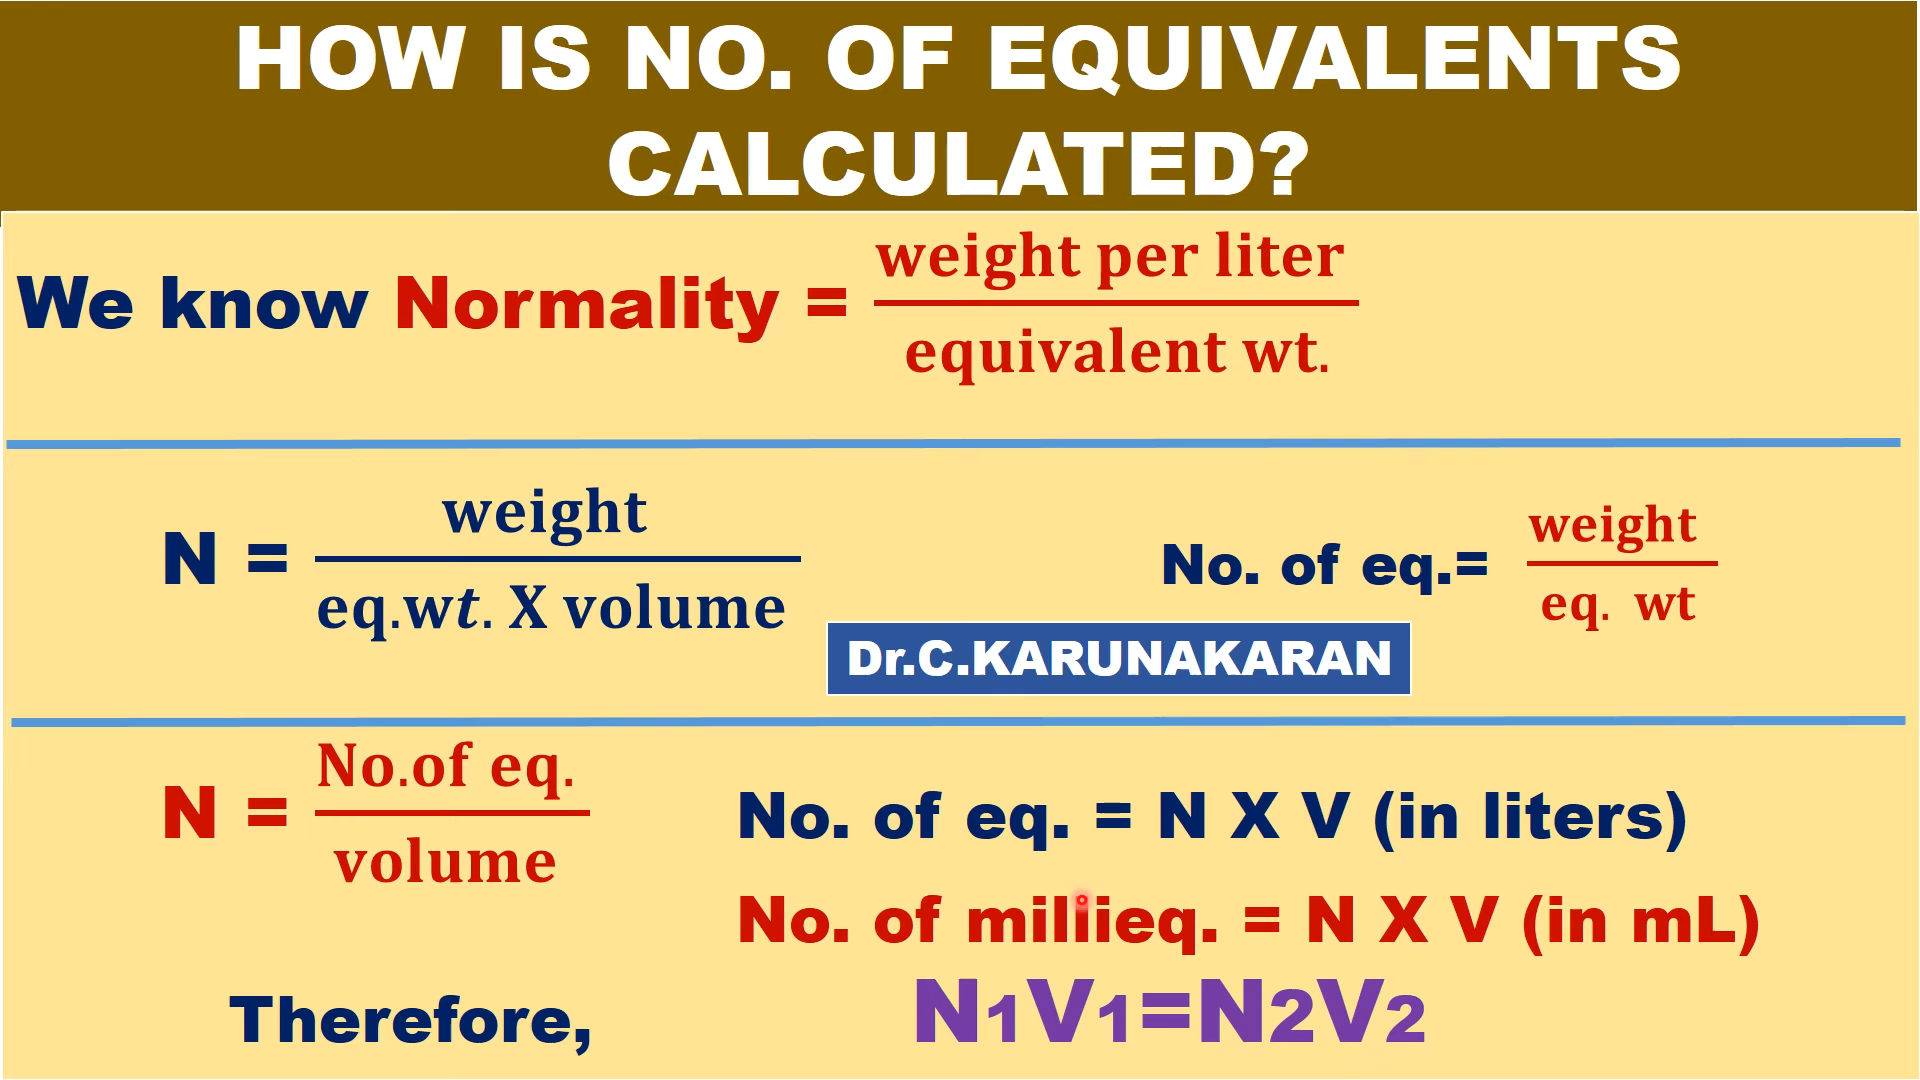 HOW IS NO. OF EQUIVALENTS
CALCULATED?
We know Normality = weight per liter / equivalent wt.
N = weight / eq.wt. X volume
No. of eq.= weight / eq. wt
Dr.C.KARUNAKARAN
N = No.of eq. / volume
No. of eq. = N X V (in liters)
No. of millieq. = N X V (in mL)
Therefore, N1V1=N2V2